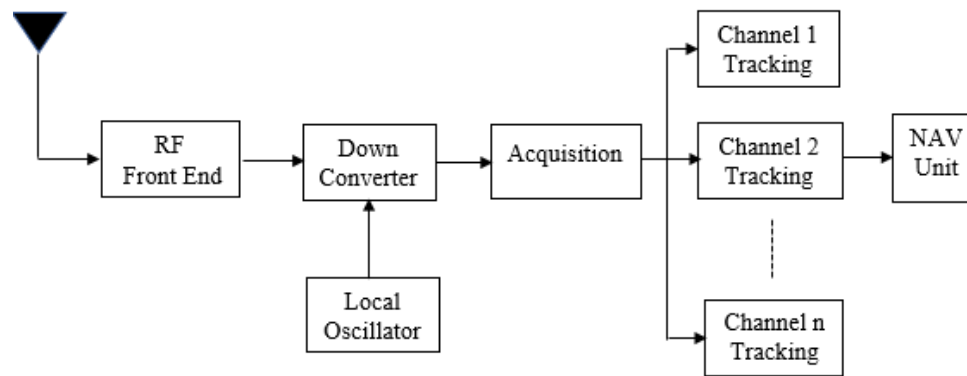 RF
Front End
Down
Converter
Local
Oscillator
Acquisition
Channel 1
Tracking
Channel 2
Tracking
Channel n
Tracking
NAV
Unit